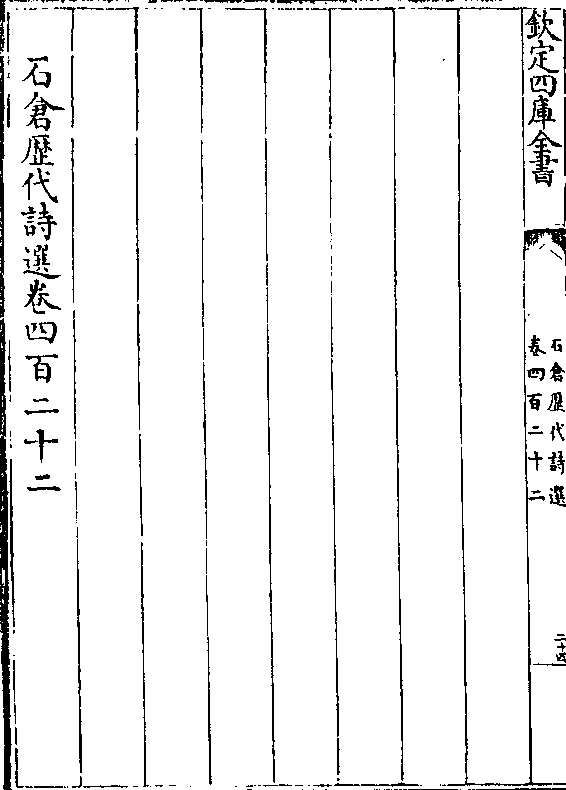 欽定四庫全書
石倉歷代詩選
卷四百二十二
二十四
石倉歷代詩選卷四百二十二